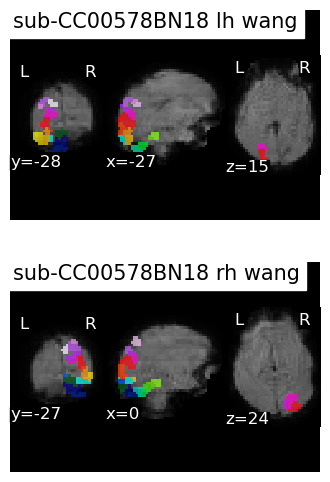 sub-CC00578BN18 lh wang
L R L R
y=-28 x=-27 z=15
sub-CC00578BN18 rh wang
L R L R
y=-27 x=0 z=24